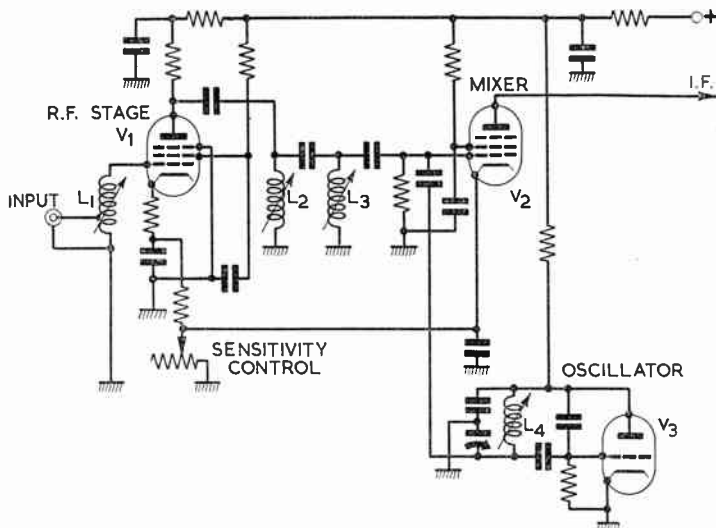 +
MIXER
I.F.
R.F. STAGE
V1
INPUT
L1
L2
L3
V2
SENSITIVITY
CONTROL
OSCILLATOR
L4
V3